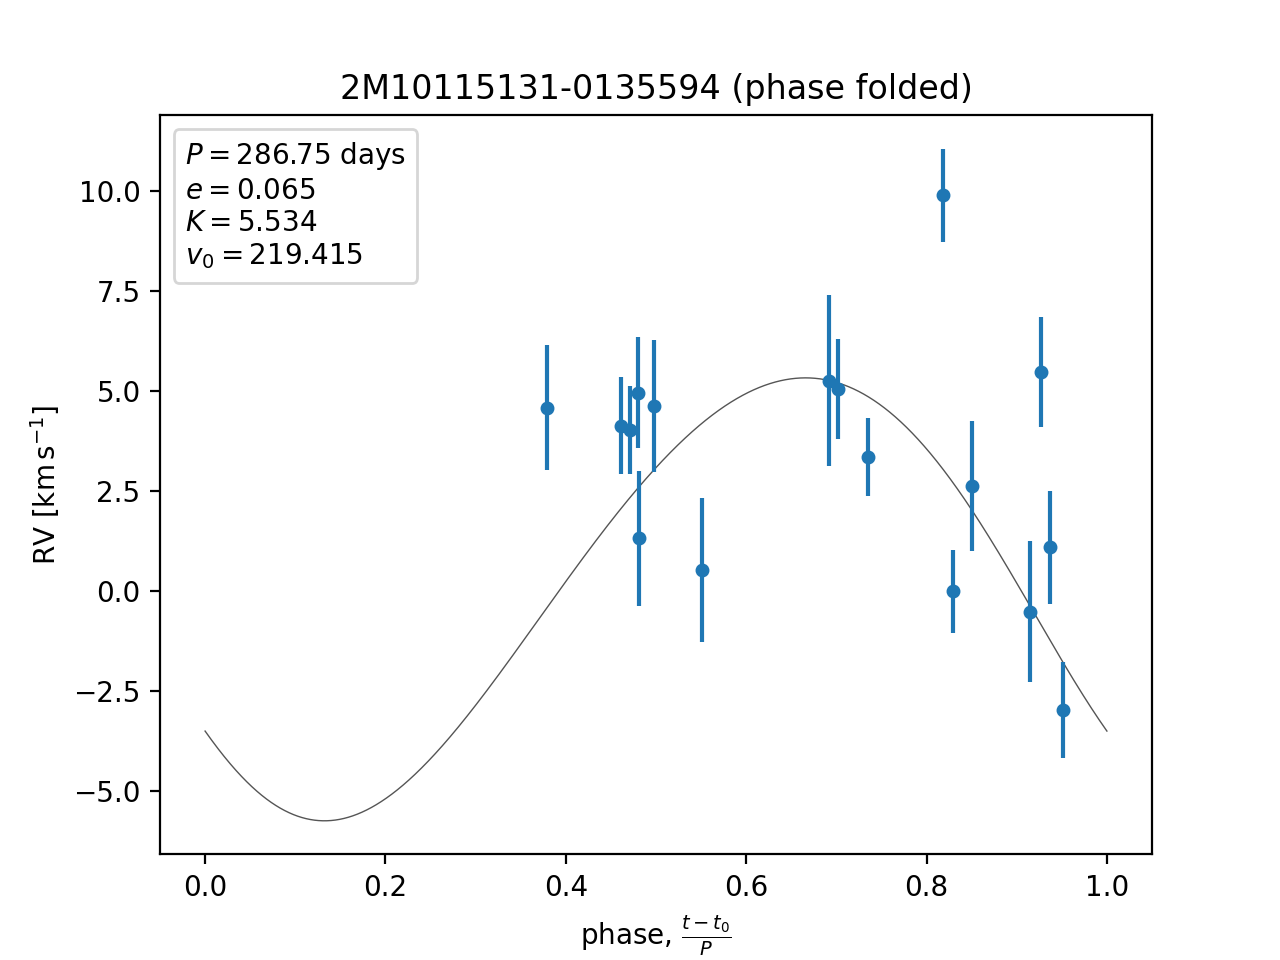 2M10115131-0135594 (phase folded)
P = 286.75 days
e = 0.065
K = 5.534
v₀ = 219.415
10.0
7.5
5.0
2.5
0.0
−2.5
−5.0
RV [km s⁻¹]
0.0 0.2 0.4 0.6 0.8 1.0
phase, (t − t₀)/P